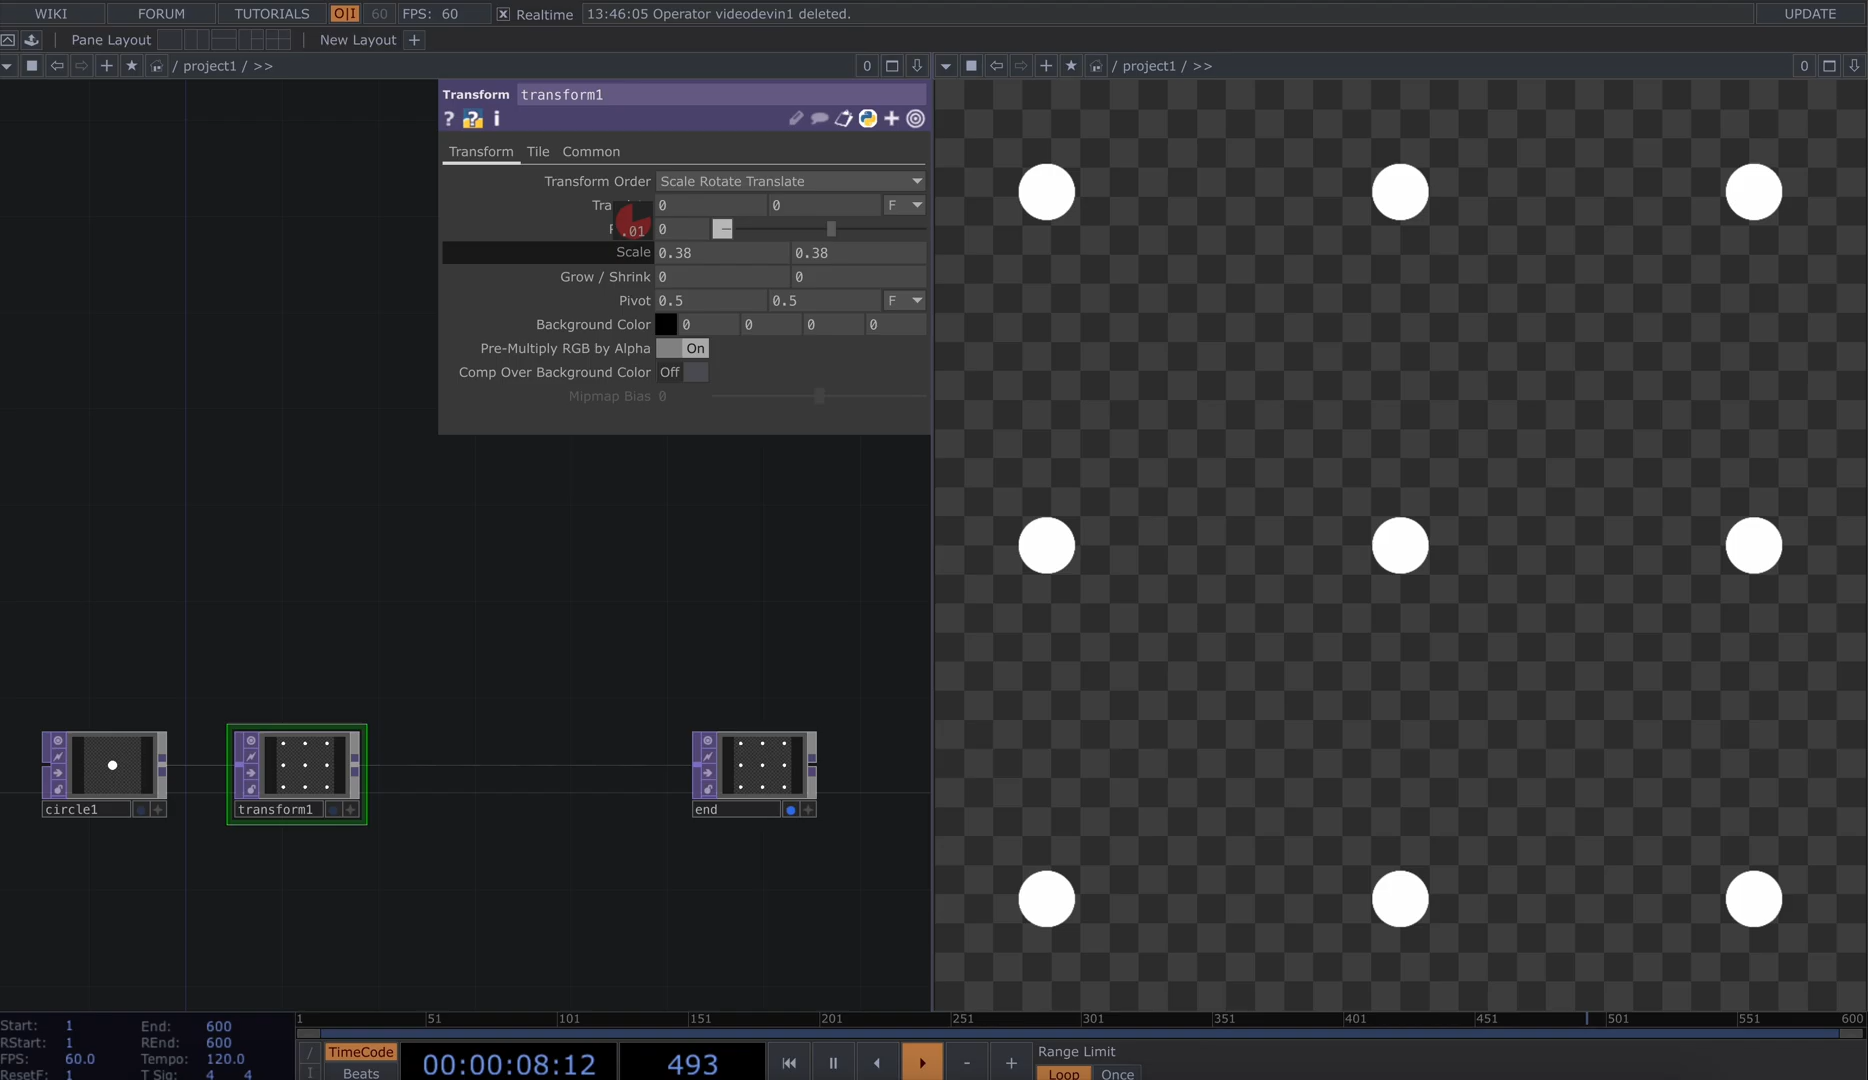 WIKI FORUM TUTORIALS O|I 60 FPS: 60 X Realtime 13:46:05 Operator videodevin1 deleted. UPDATE
Pane Layout New Layout +
/ project1 / >> 0 / project1 / >> 0
Transform transform1
? ? i
Transform Tile Common
Transform Order Scale Rotate Translate
Tra 0 0 F
.01 0
Scale 0.38 0.38
Grow / Shrink 0 0
Pivot 0.5 0.5 F
Background Color 0 0 0 0
Pre-Multiply RGB by Alpha On
Comp Over Background Color Off
Mipmap Bias 0
circle1 transform1 end
1 51 101 151 201 251 301 351 401 451 501 551 600
Start: 1 End: 600
RStart: 1 REnd: 600
FPS: 60.0 Tempo: 120.0
ResetF: 1 T Sig: 4 4
TimeCode
Beats
00:00:08:12 493 - +
Range Limit
Loop Once